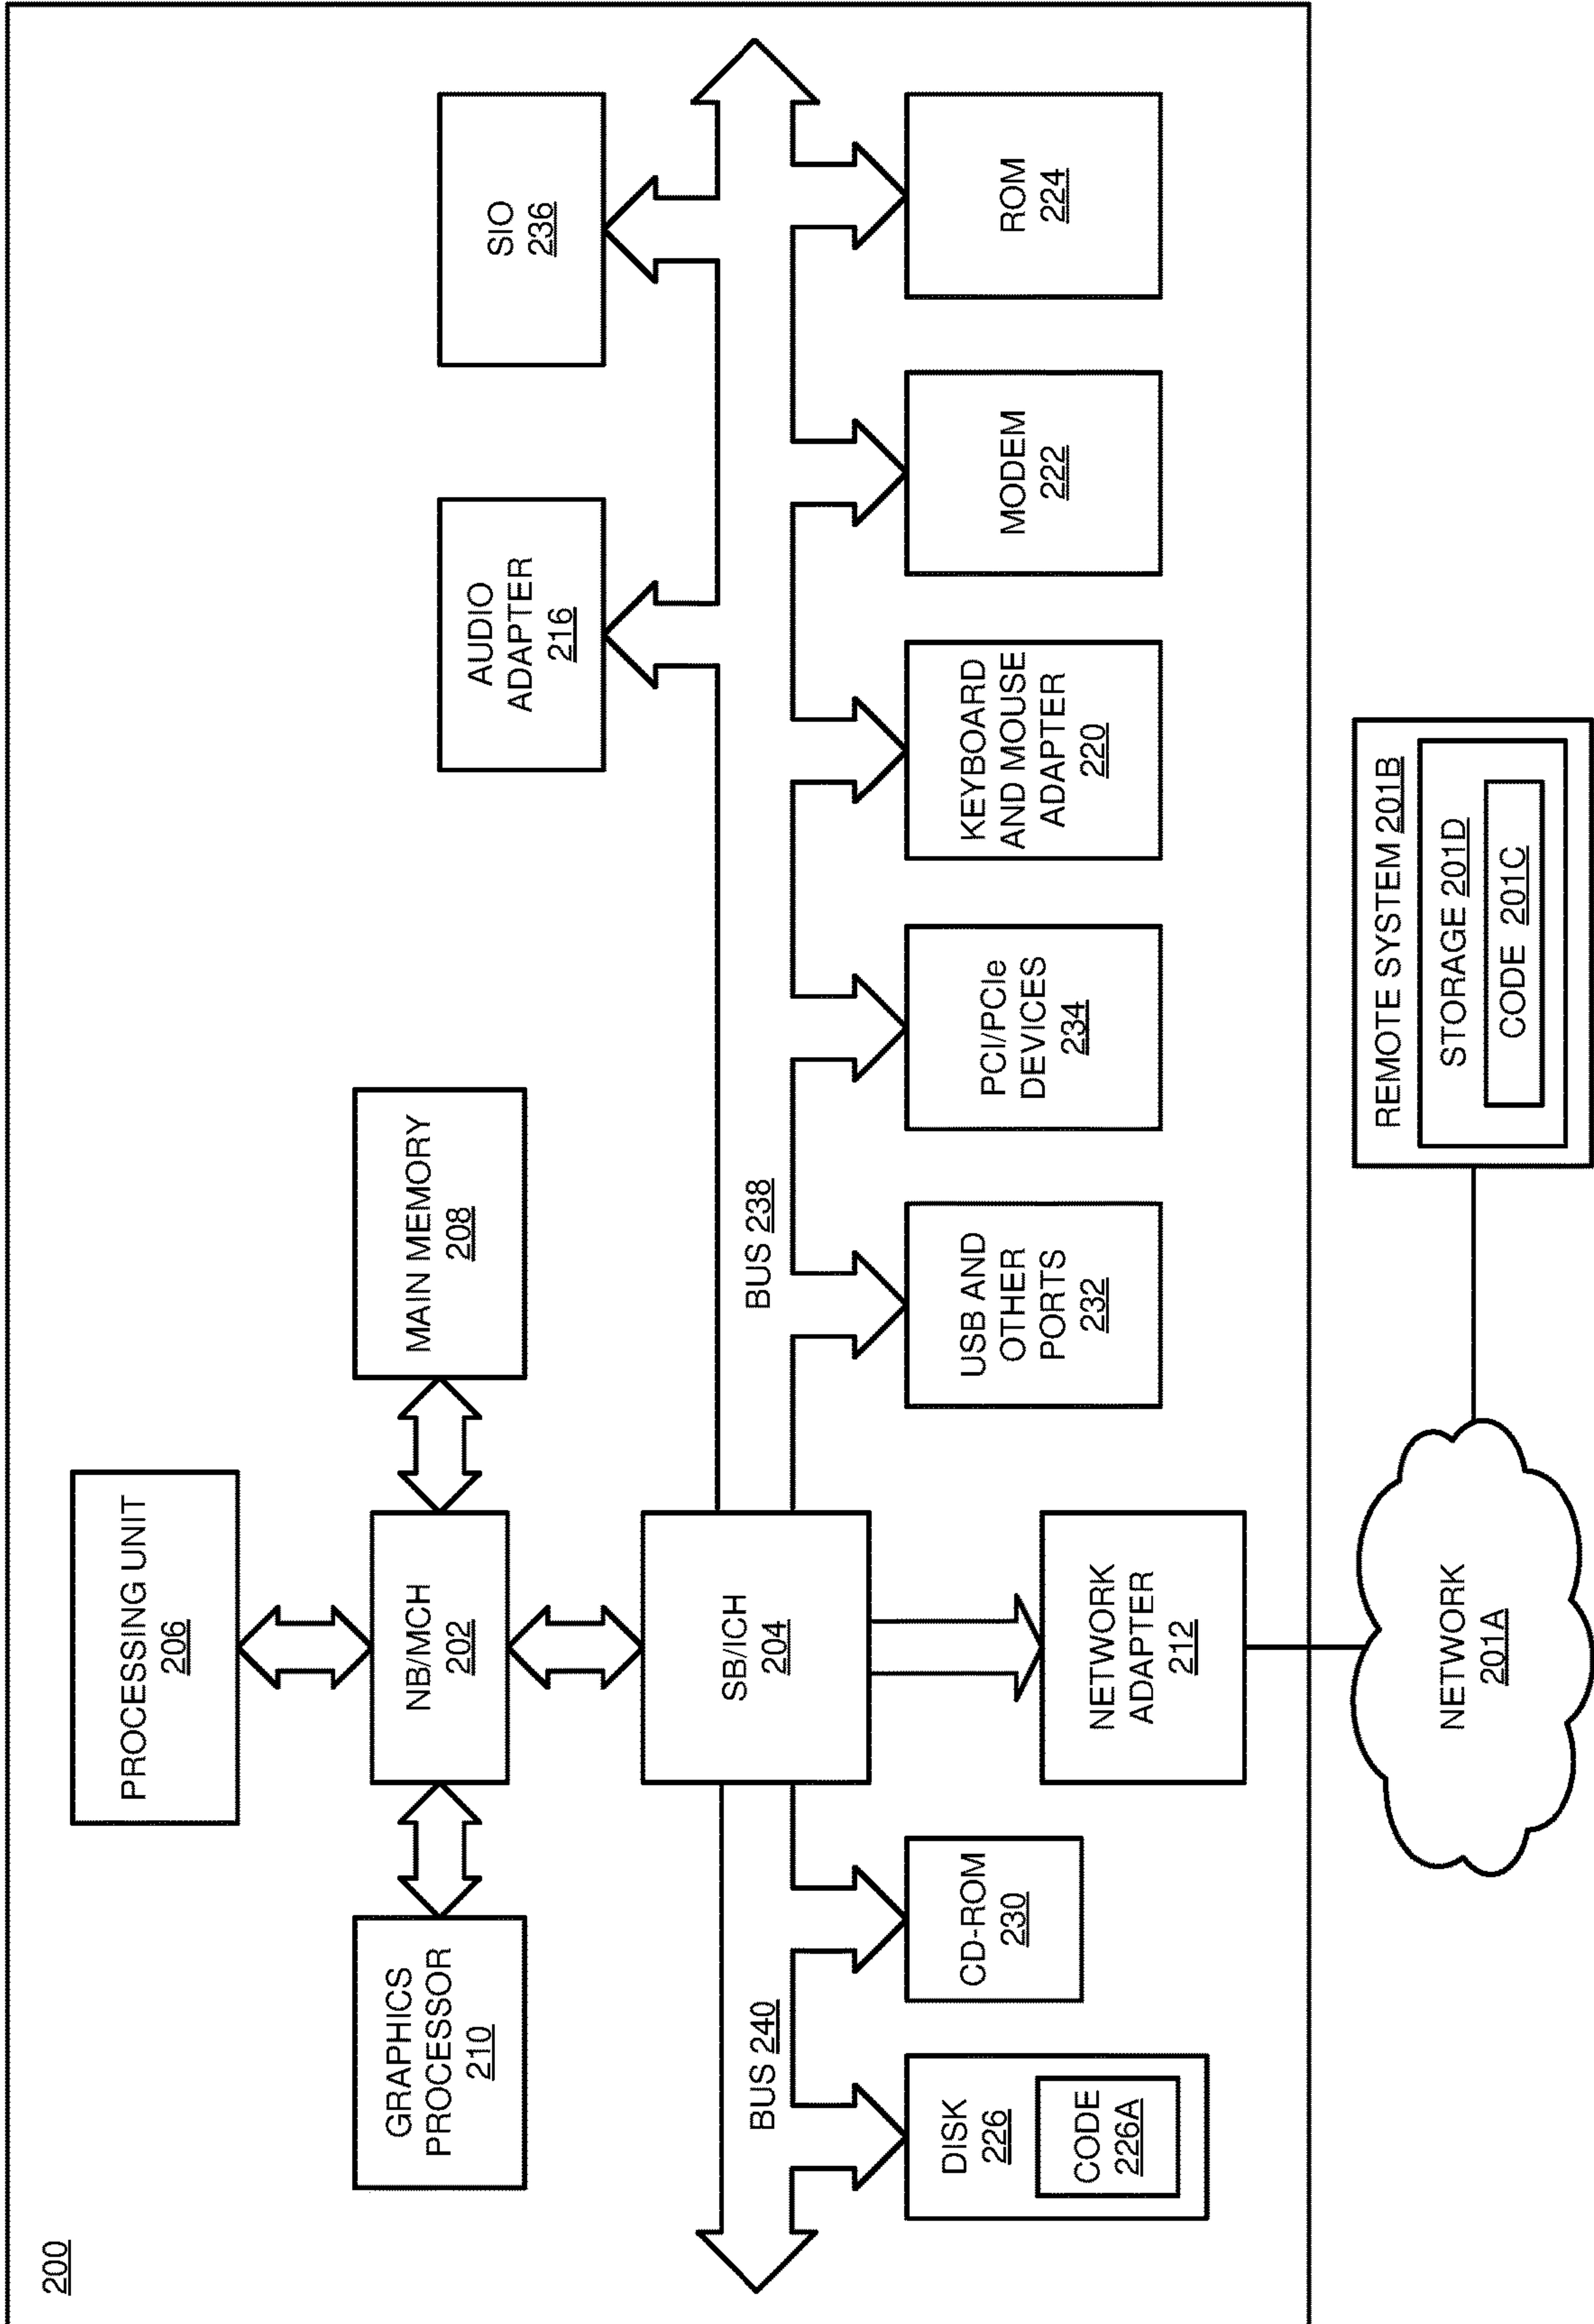 200
PROCESSING UNIT
206
GRAPHICS
PROCESSOR
210
NB/MCH
202
MAIN MEMORY
208
AUDIO
ADAPTER
216
SIO
236
SB/ICH
204
BUS 240
BUS 238
DISK
226
CODE
226A
CD-ROM
230
NETWORK
ADAPTER
212
USB AND
OTHER
PORTS
232
PCI/PCIe
DEVICES
234
KEYBOARD
AND MOUSE
ADAPTER
220
MODEM
222
ROM
224
NETWORK
201A
REMOTE SYSTEM 201B
STORAGE 201D
CODE 201C